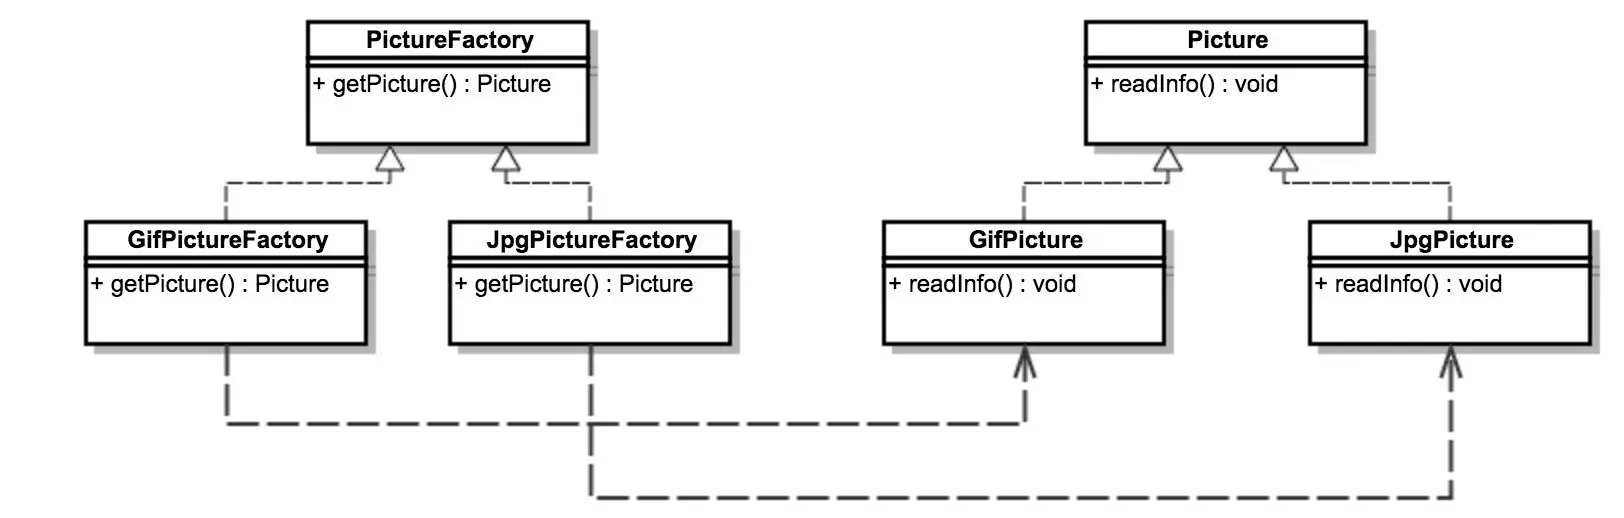 PictureFactory
+ getPicture() : Picture
Picture
+ readInfo() : void
GifPictureFactory
+ getPicture() : Picture
JpgPictureFactory
+ getPicture() : Picture
GifPicture
+ readInfo() : void
JpgPicture
+ readInfo() : void